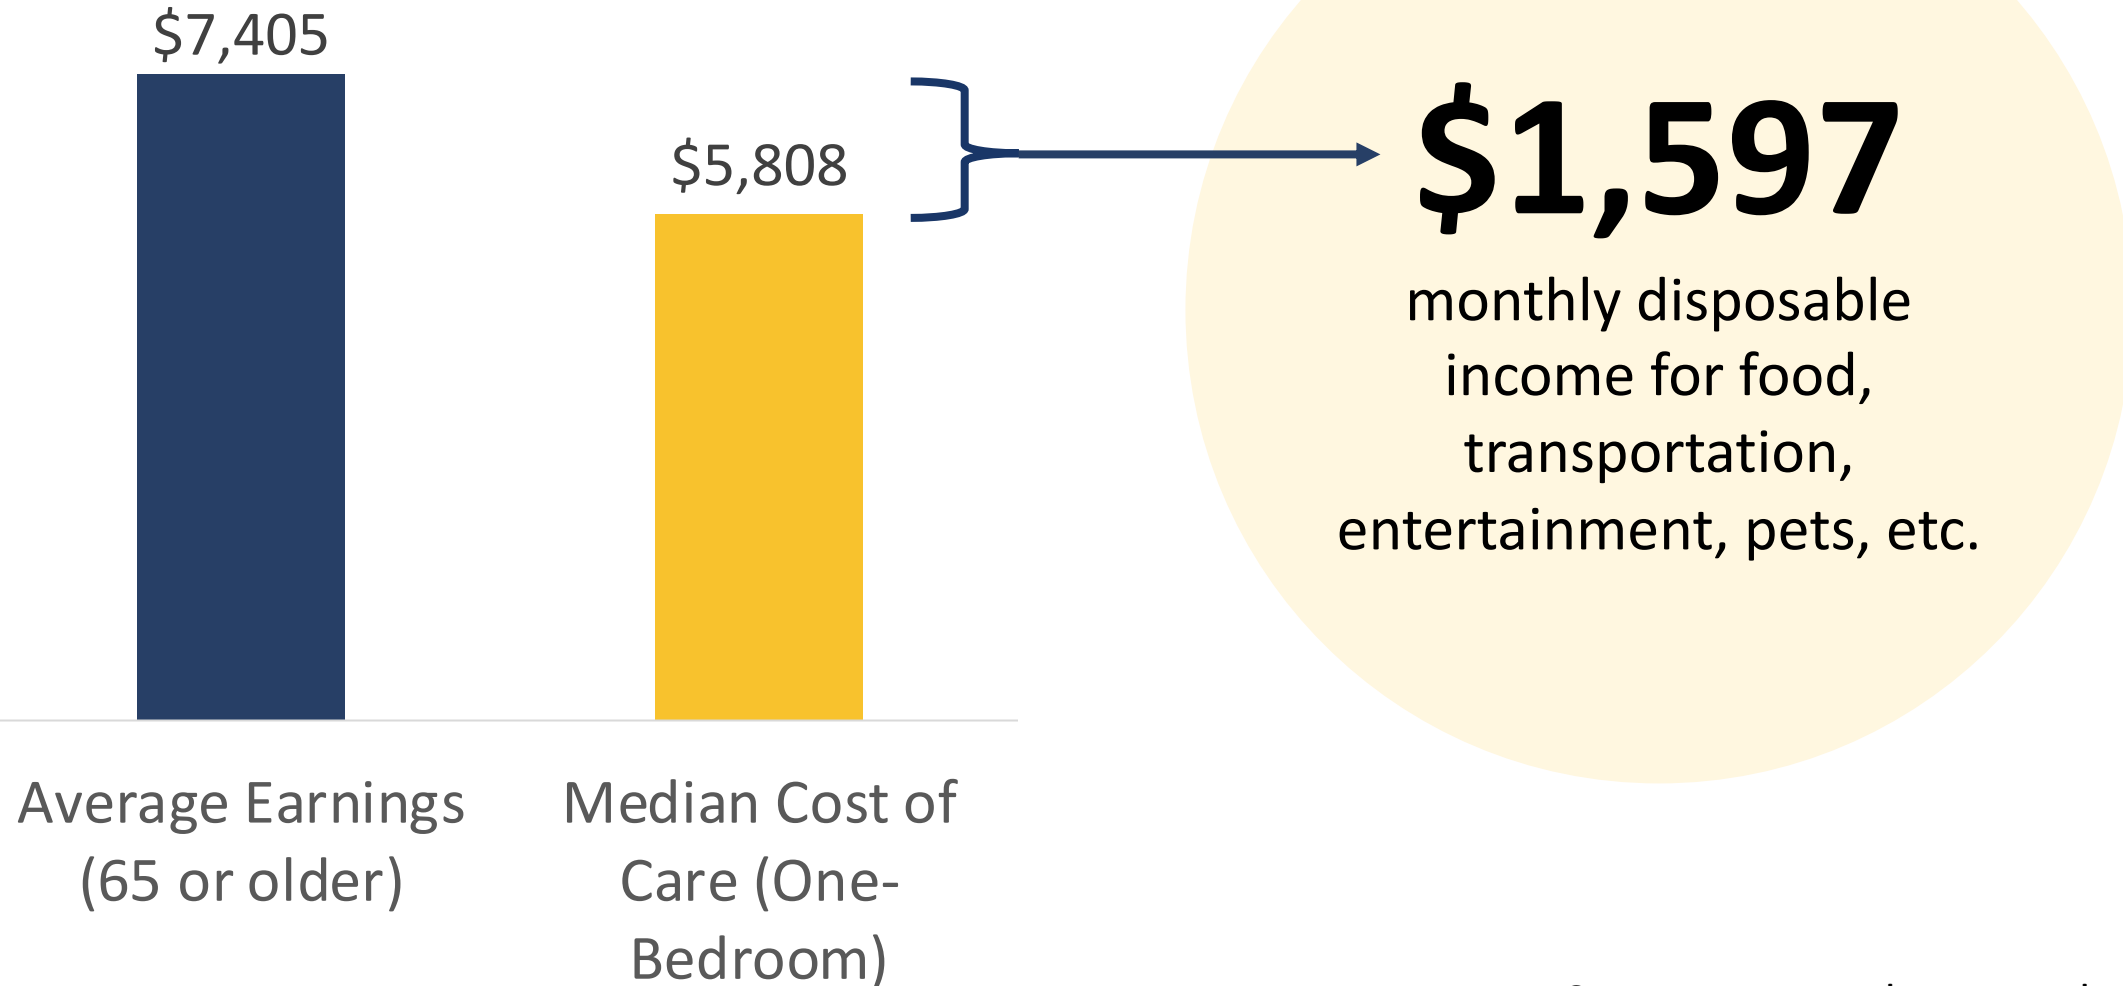 $7,405
$5,808
$1,597
monthly disposable
income for food,
transportation,
entertainment, pets, etc.
Average Earnings
(65 or older)
Median Cost of
Care (One-
Bedroom)